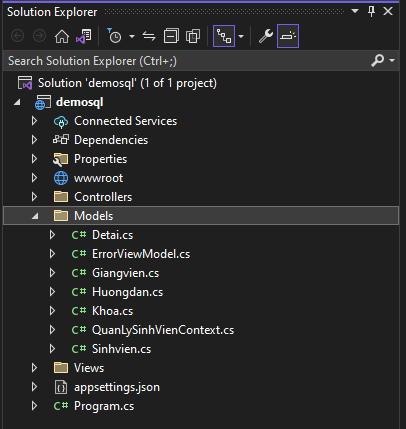 Solution Explorer
Search Solution Explorer (Ctrl+;)
Solution 'demosql' (1 of 1 project)
demosql
Connected Services
Dependencies
Properties
wwwroot
Controllers
Models
C# Detai.cs
C# ErrorViewModel.cs
C# Giangvien.cs
C# Huongdan.cs
C# Khoa.cs
C# QuanLySinhVienContext.cs
C# Sinhvien.cs
Views
appsettings.json
C# Program.cs